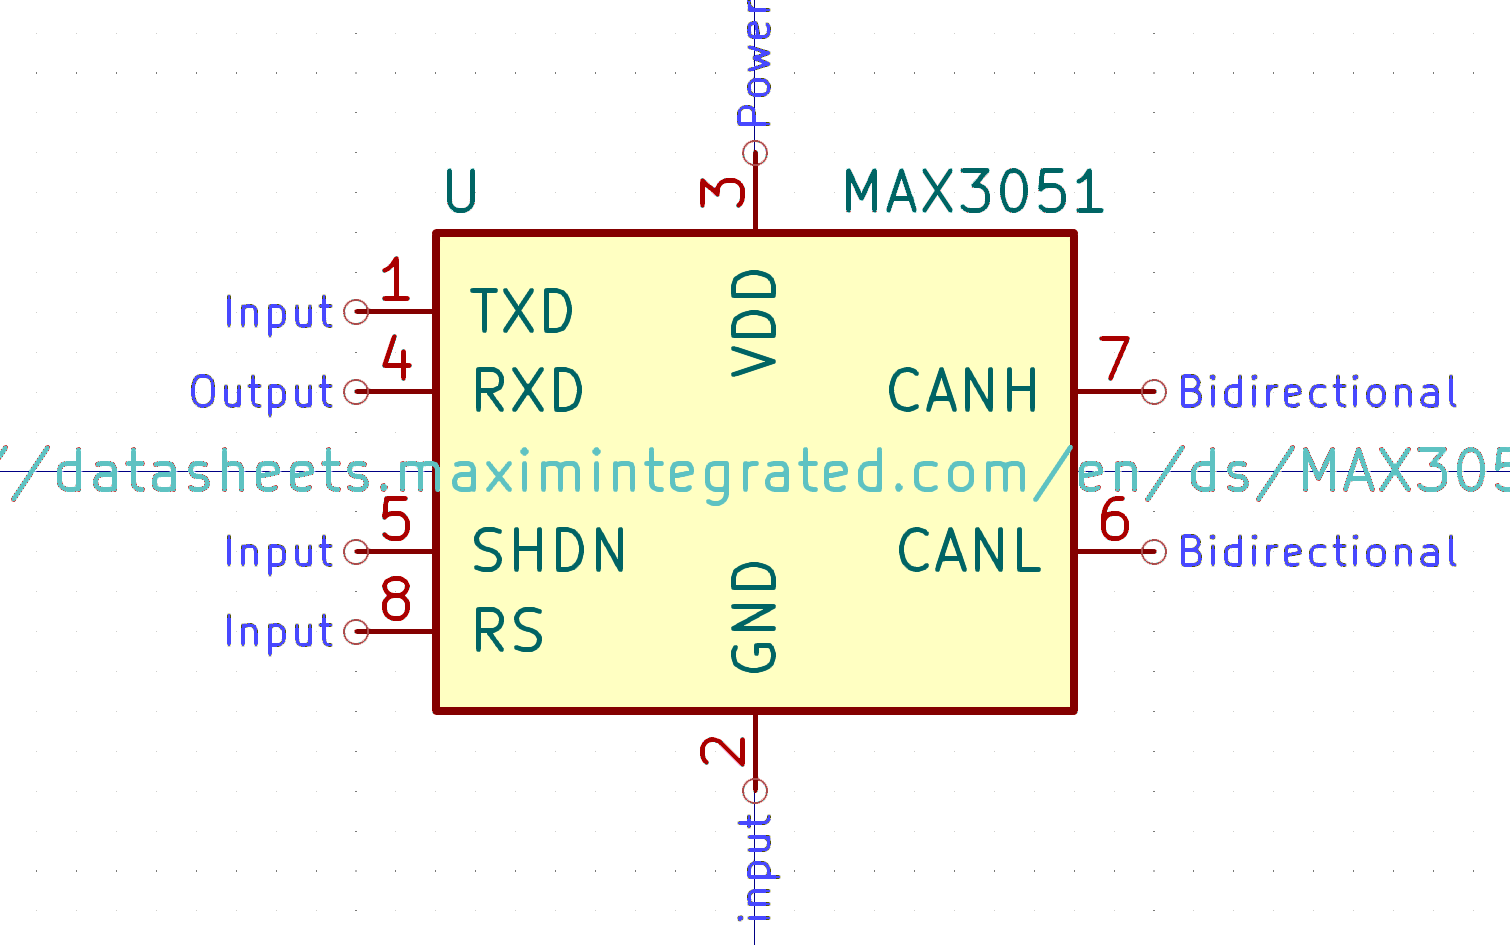 Power
3
U
MAX3051
1
Input
TXD
VDD
4
7
Output
RXD
CANH
Bidirectional
//datasheets.maximintegrated.com/en/ds/MAX305
5
6
Input
SHDN
CANL
Bidirectional
8
Input
RS
GND
2
input